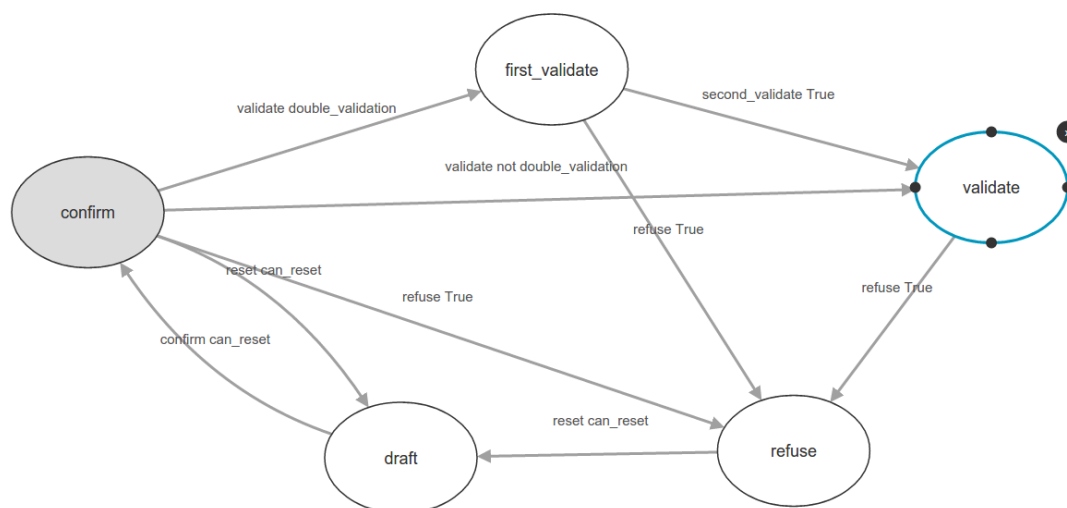 first_validate
second_validate True
validate double_validation
validate not double_validation
validate
confirm
refuse True
reset can_reset
refuse True
refuse True
confirm can_reset
reset can_reset
draft
refuse